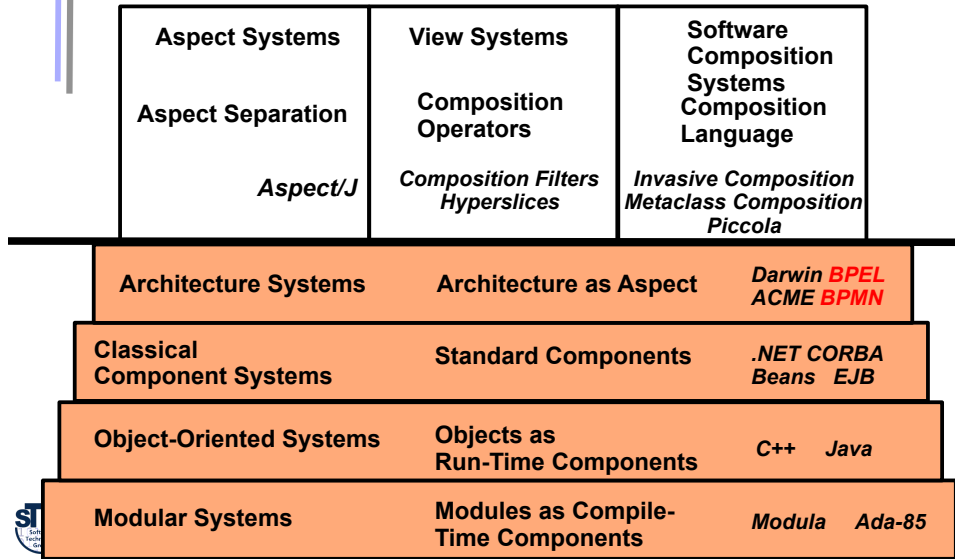 Aspect Systems
Aspect Separation
Aspect/J
View Systems
Composition
Operators
Composition Filters
Hyperslices
Software
Composition
Systems
Composition
Language
Invasive Composition
Metaclass Composition
Piccola
Architecture Systems
Architecture as Aspect
Darwin BPEL
ACME BPMN
Classical
Component Systems
Standard Components
.NET CORBA
Beans EJB
Object-Oriented Systems
Objects as
Run-Time Components
C++ Java
Modular Systems
Modules as Compile-
Time Components
Modula Ada-85